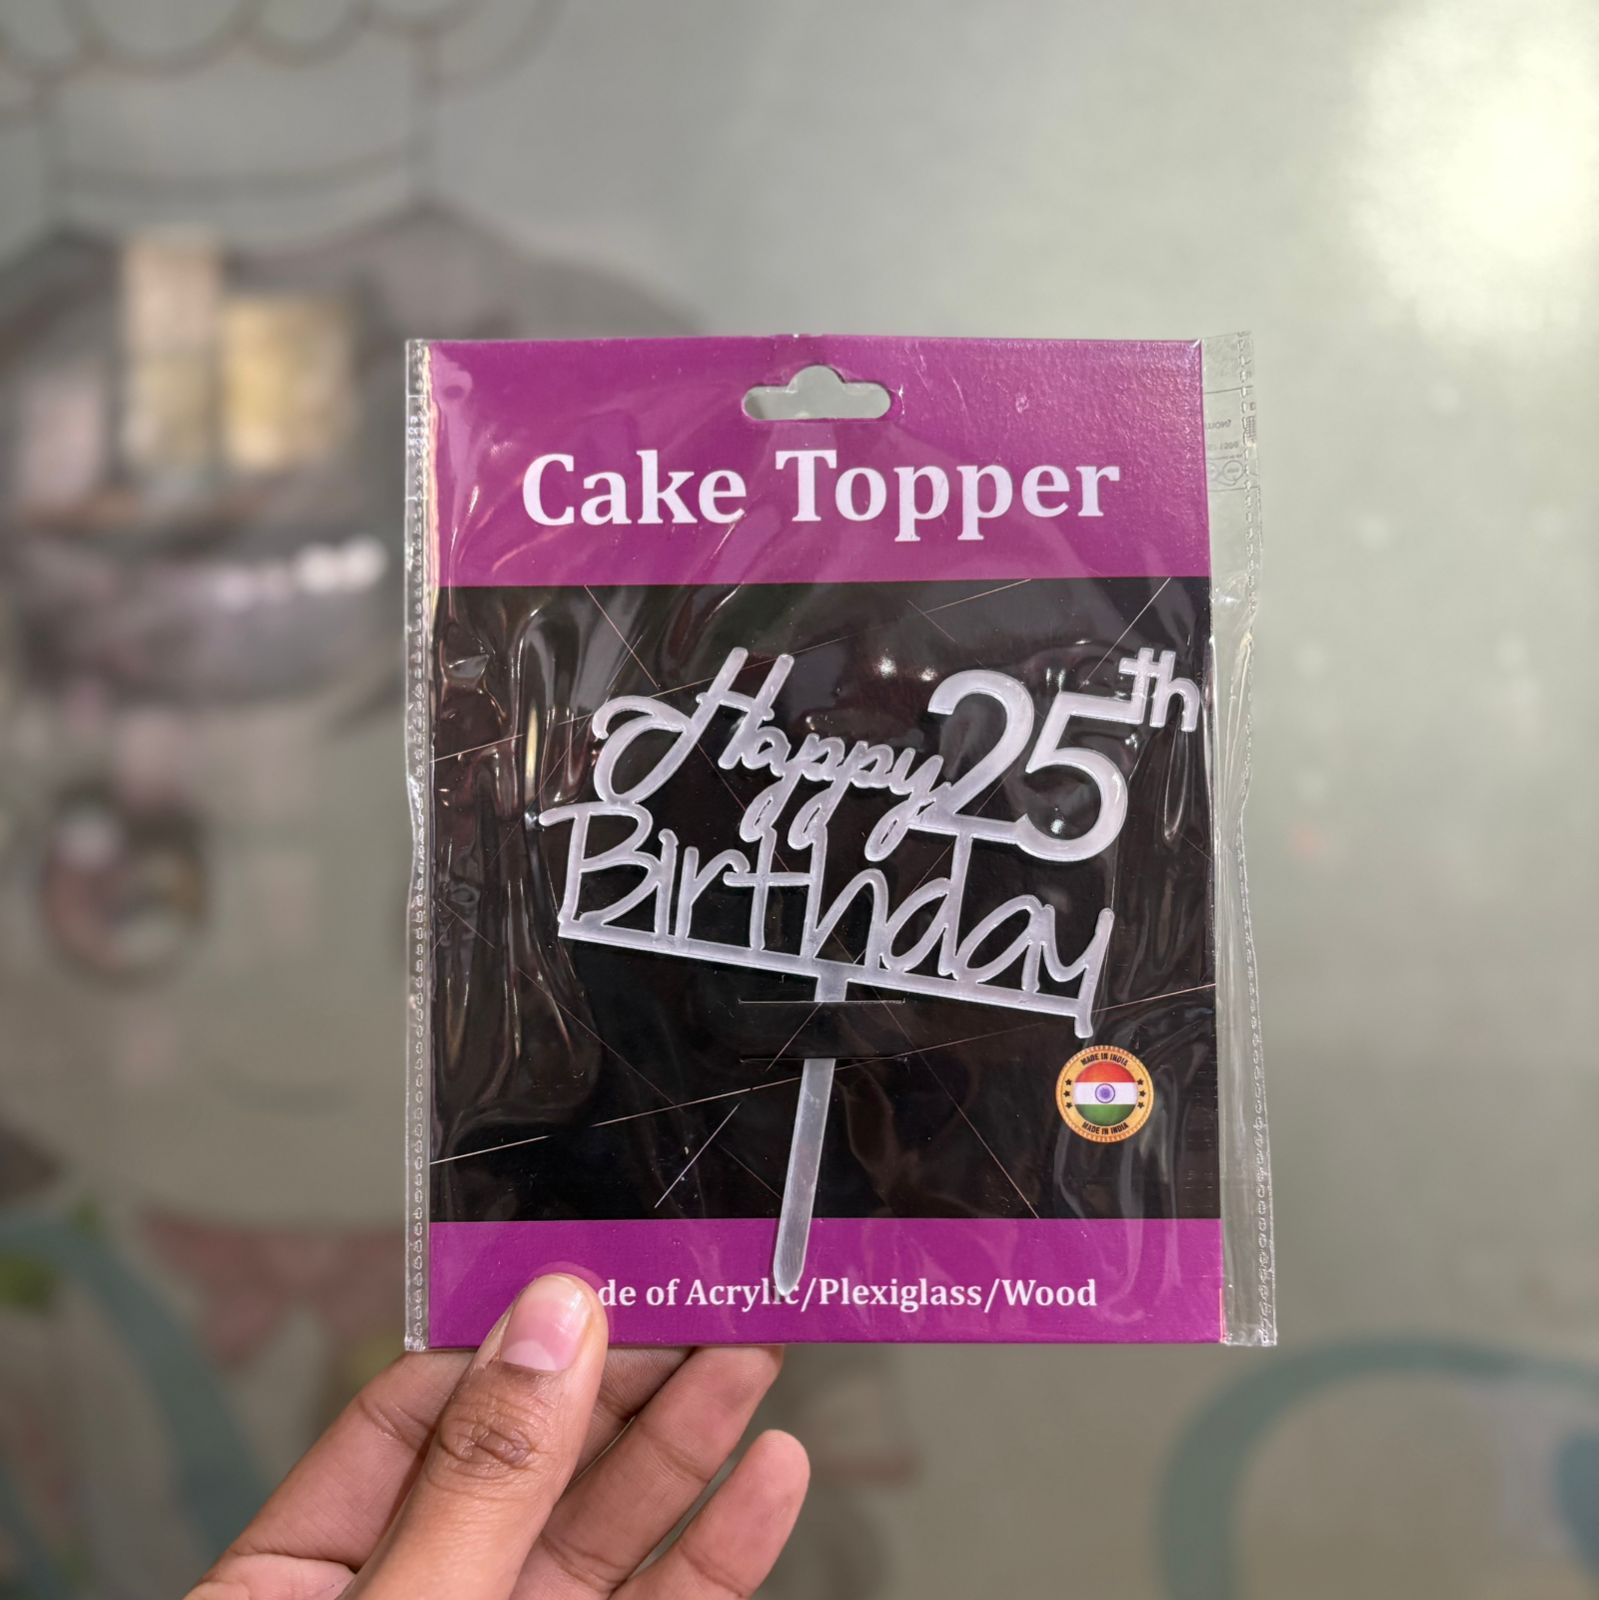 Cake Topper
Happy 25th
Birthday
MADE IN INDIA
MADE IN INDIA
de of Acrylic/Plexiglass/Wood